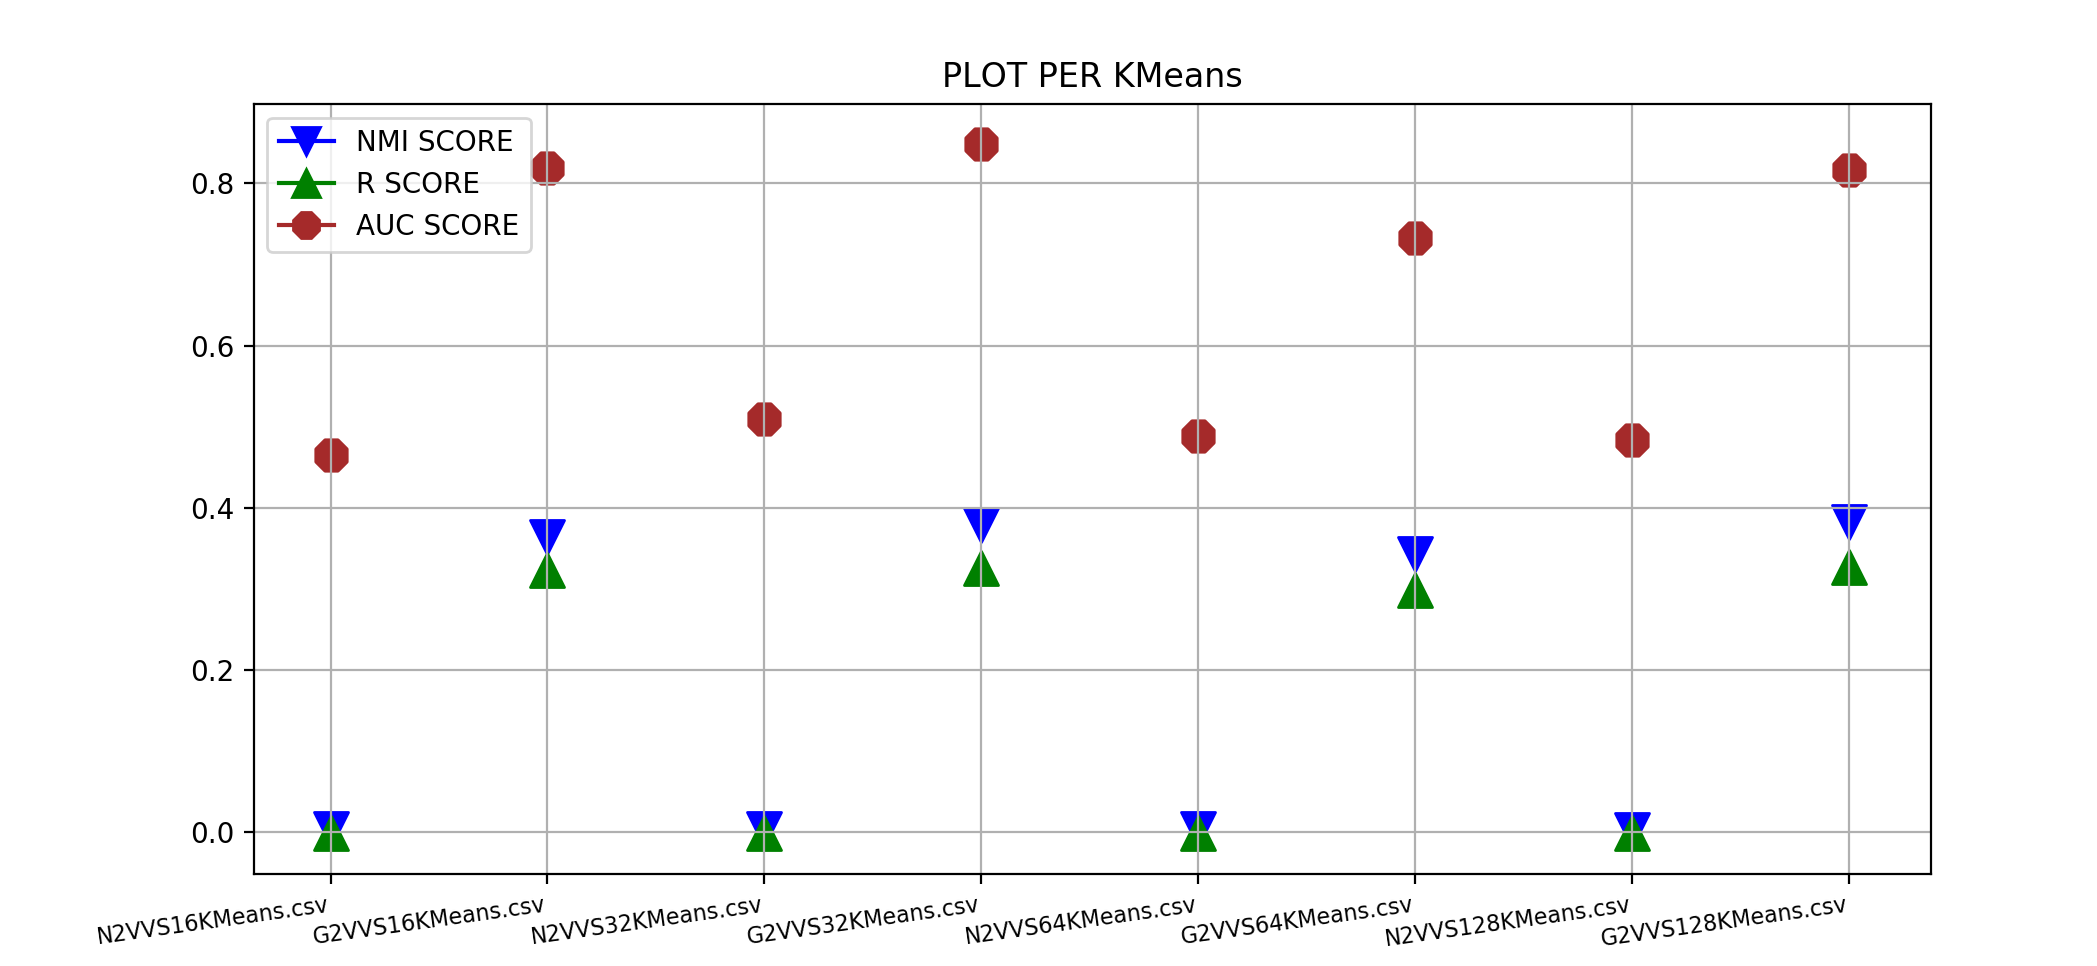 PLOT PER KMeans
NMI SCORE
R SCORE
AUC SCORE
0.8
0.6
0.4
0.2
0.0
N2VVS16KMeans.csv
G2VVS16KMeans.csv
N2VVS32KMeans.csv
G2VVS32KMeans.csv
N2VVS64KMeans.csv
G2VVS64KMeans.csv
N2VVS128KMeans.csv
G2VVS128KMeans.csv